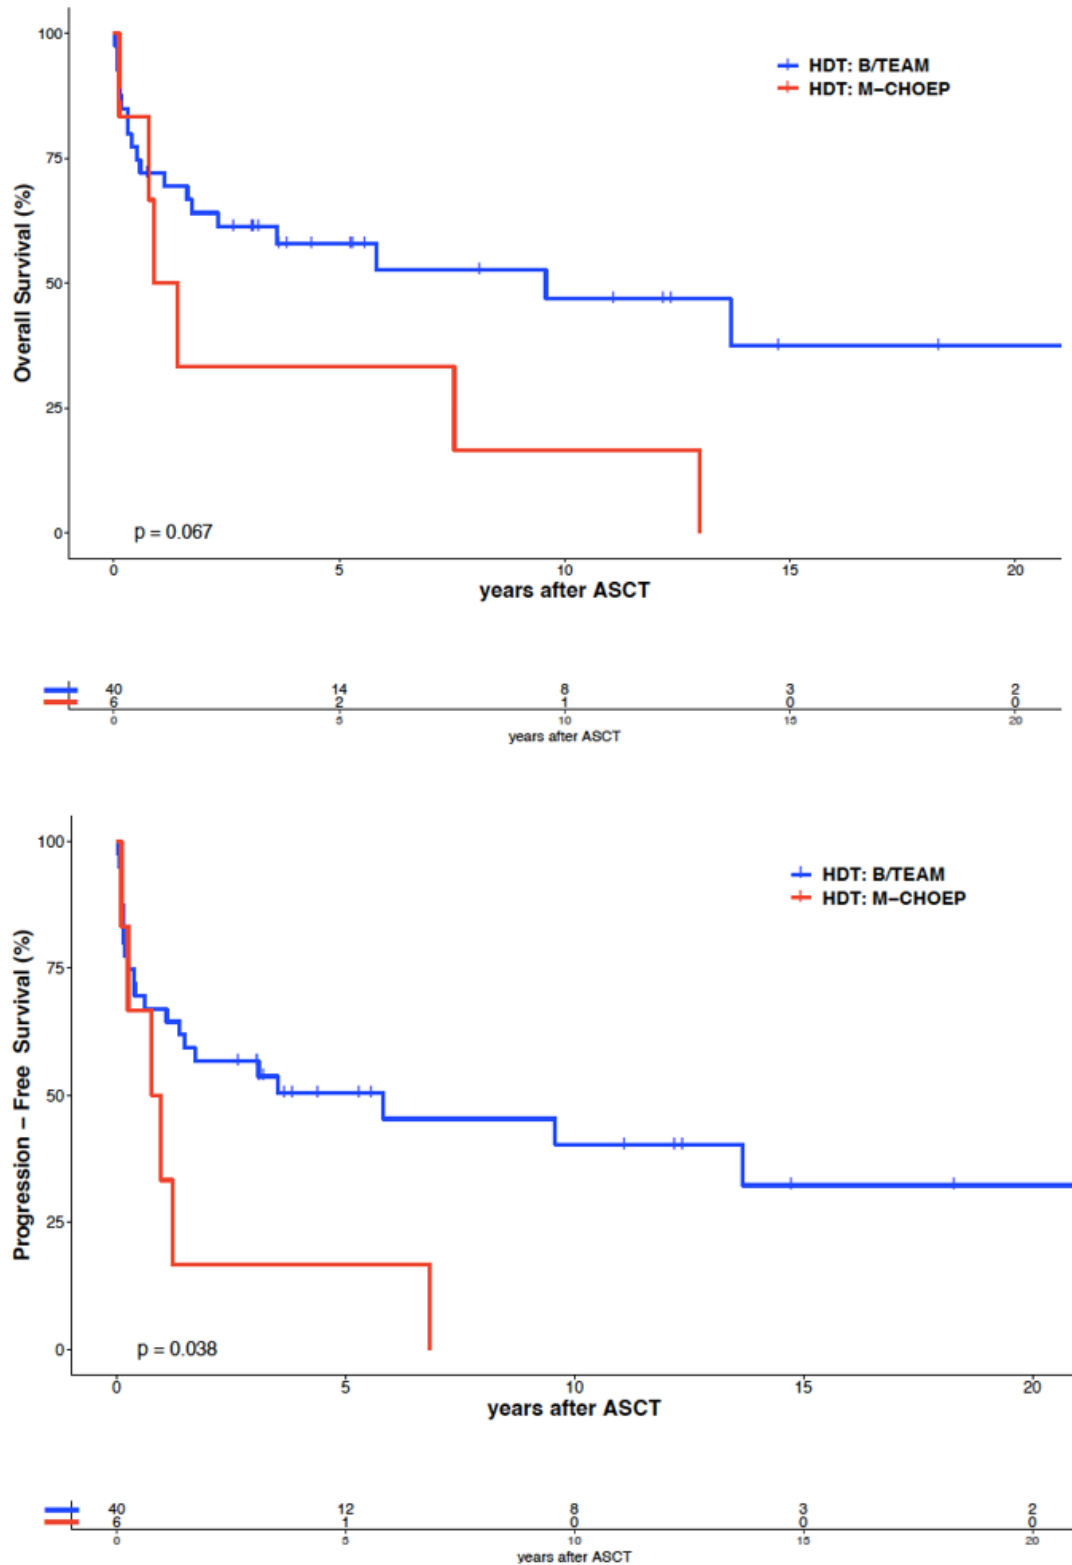 Overall Survival (%)
100
75
50
25
0
HDT: B/TEAM
HDT: M-CHOEP
p = 0.067
0 5 10 15 20
years after ASCT
40 14 8 3 2
6 2 1 0 0
0 5 10 15 20
years after ASCT
Progression - Free Survival (%)
100
75
50
25
0
HDT: B/TEAM
HDT: M-CHOEP
p = 0.038
0 5 10 15 20
years after ASCT
40 12 8 3 2
6 1 0 0 0
0 5 10 15 20
years after ASCT